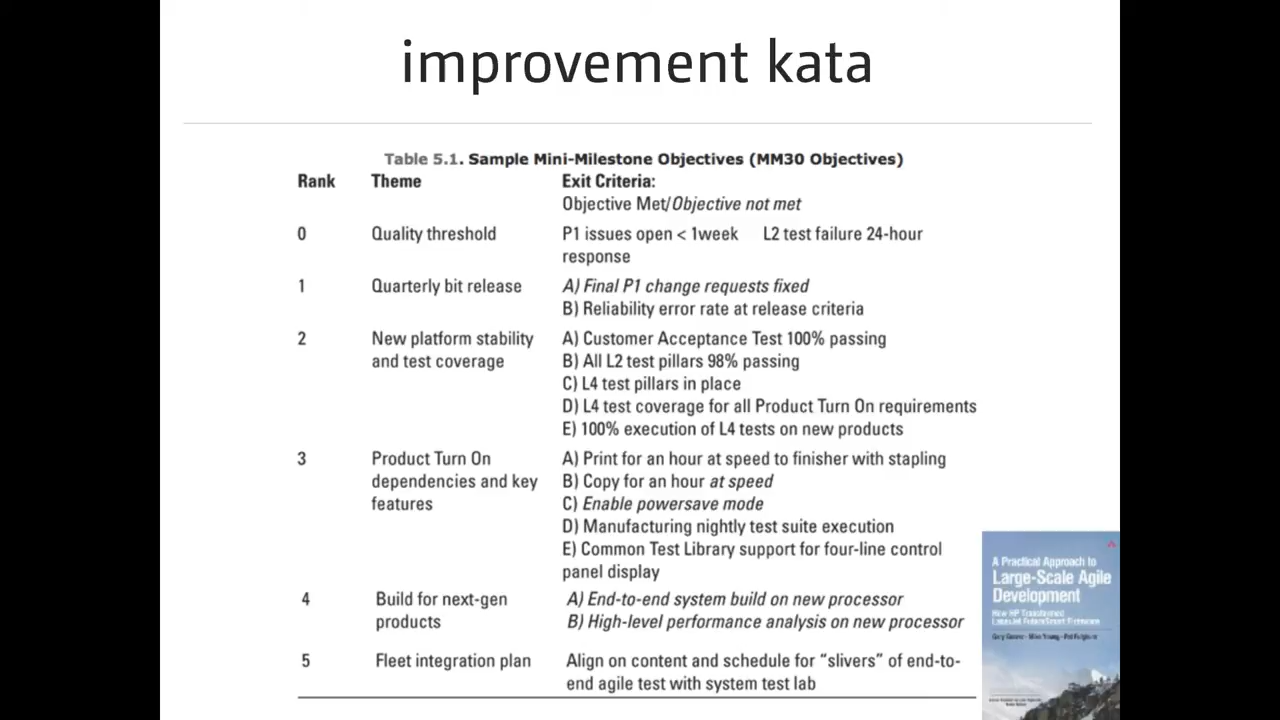 improvement kata
Table 5.1. Sample Mini-Milestone Objectives (MM30 Objectives)
Rank Theme Exit Criteria:
Objective Met/Objective not met
0 Quality threshold P1 issues open < 1week L2 test failure 24-hour
response
1 Quarterly bit release A) Final P1 change requests fixed
B) Reliability error rate at release criteria
2 New platform stability A) Customer Acceptance Test 100% passing
and test coverage B) All L2 test pillars 98% passing
C) L4 test pillars in place
D) L4 test coverage for all Product Turn On requirements
E) 100% execution of L4 tests on new products
3 Product Turn On A) Print for an hour at speed to finisher with stapling
dependencies and key B) Copy for an hour at speed
features C) Enable powersave mode
D) Manufacturing nightly test suite execution
E) Common Test Library support for four-line control
panel display
4 Build for next-gen A) End-to-end system build on new processor
products B) High-level performance analysis on new processor
5 Fleet integration plan Align on content and schedule for “slivers” of end-to-
end agile test with system test lab
A Practical Approach to
Large-Scale Agile
Development
How HP Transformed
LaserJet FutureSmart Firmware